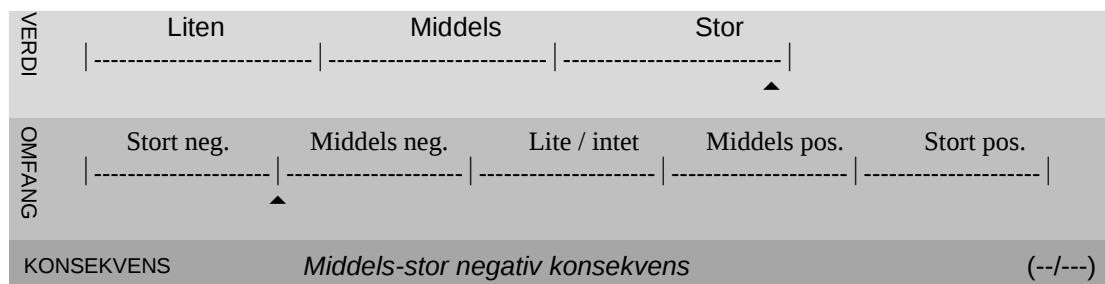 VERDI
Liten Middels Stor
|--------------------------|--------------------------|--------------------------|
OMFANG
Stort neg. Middels neg. Lite / intet Middels pos. Stort pos.
|---------------------|---------------------|---------------------|---------------------|---------------------|
KONSEKVENS Middels-stor negativ konsekvens (--/---)